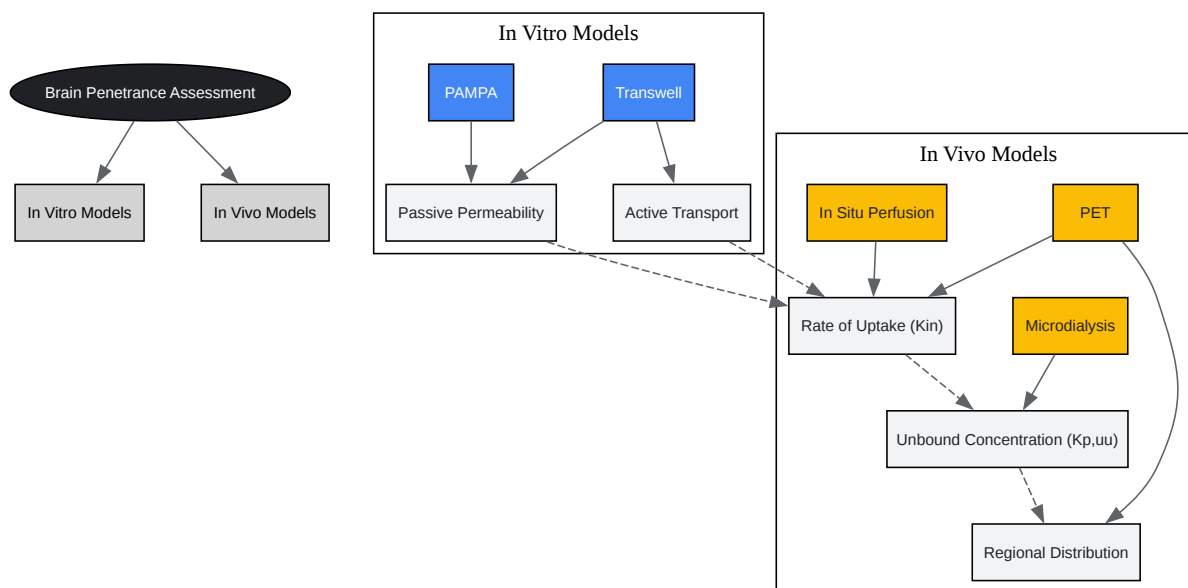 In Vitro Models
Brain Penetrance Assessment
PAMPA
Transwell
In Vivo Models
In Vitro Models
In Vivo Models
Passive Permeability
Active Transport
In Situ Perfusion
PET
Rate of Uptake (Kin)
Microdialysis
Unbound Concentration (Kp,uu)
Regional Distribution